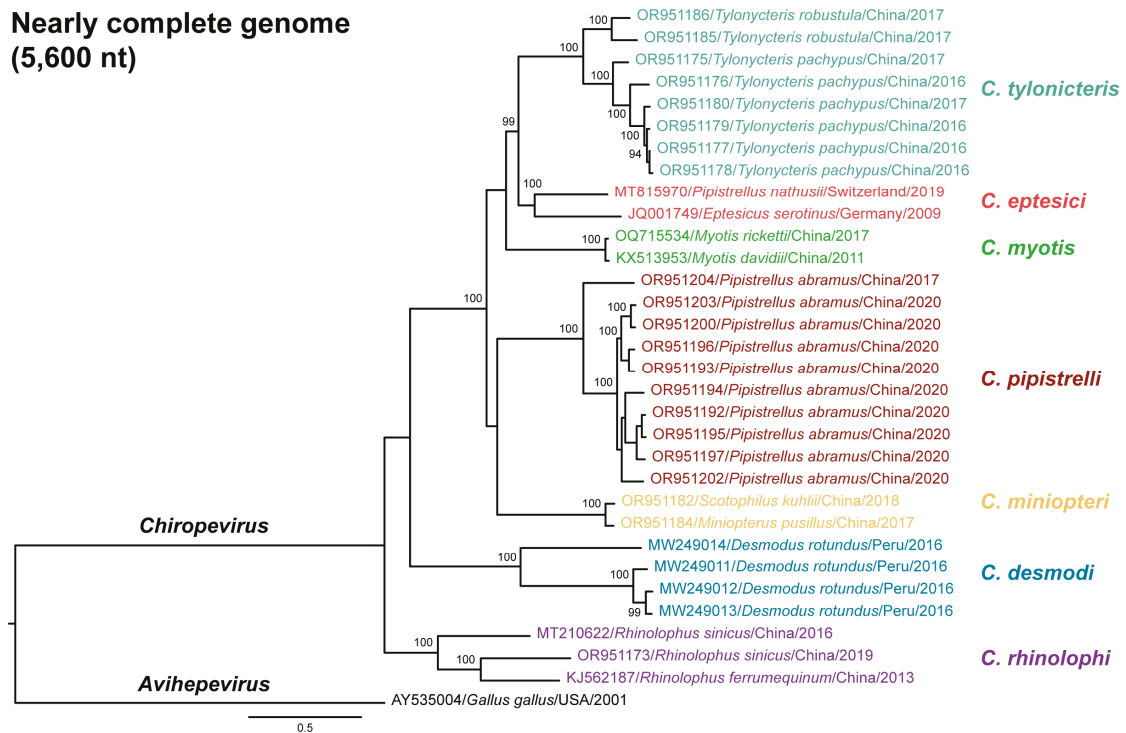 Nearly complete genome
(5,600 nt)
OR951186/Tylonycteris robustula/China/2017
100
OR951185/Tylonycteris robustula/China/2017
100
OR951175/Tylonycteris pachypus/China/2017
100
OR951176/Tylonycteris pachypus/China/2016
C. tylonicteris
OR951180/Tylonycteris pachypus/China/2017
100
99
OR951179/Tylonycteris pachypus/China/2016
100
OR951177/Tylonycteris pachypus/China/2016
94
OR951178/Tylonycteris pachypus/China/2016
100
MT815970/Pipistrellus nathusii/Switzerland/2019
C. eptesici
JQ001749/Eptesicus serotinus/Germany/2009
100
OQ715534/Myotis ricketti/China/2017
C. myotis
KX513953/Myotis davidii/China/2011
OR951204/Pipistrellus abramus/China/2017
100
100
OR951203/Pipistrellus abramus/China/2020
100
100
OR951200/Pipistrellus abramus/China/2020
OR951196/Pipistrellus abramus/China/2020
OR951193/Pipistrellus abramus/China/2020
C. pipistrelli
100
OR951194/Pipistrellus abramus/China/2020
OR951192/Pipistrellus abramus/China/2020
OR951195/Pipistrellus abramus/China/2020
OR951197/Pipistrellus abramus/China/2020
OR951202/Pipistrellus abramus/China/2020
100
OR951182/Scotophilus kuhlii/China/2018
C. miniopteri
OR951184/Miniopterus pusillus/China/2017
Chiropevirus
MW249014/Desmodus rotundus/Peru/2016
100
MW249011/Desmodus rotundus/Peru/2016
C. desmodi
100
MW249012/Desmodus rotundus/Peru/2016
99
MW249013/Desmodus rotundus/Peru/2016
MT210622/Rhinolophus sinicus/China/2016
100
OR951173/Rhinolophus sinicus/China/2019
C. rhinolophi
100
KJ562187/Rhinolophus ferrumequinum/China/2013
Avihepevirus
AY535004/Gallus gallus/USA/2001
0.5